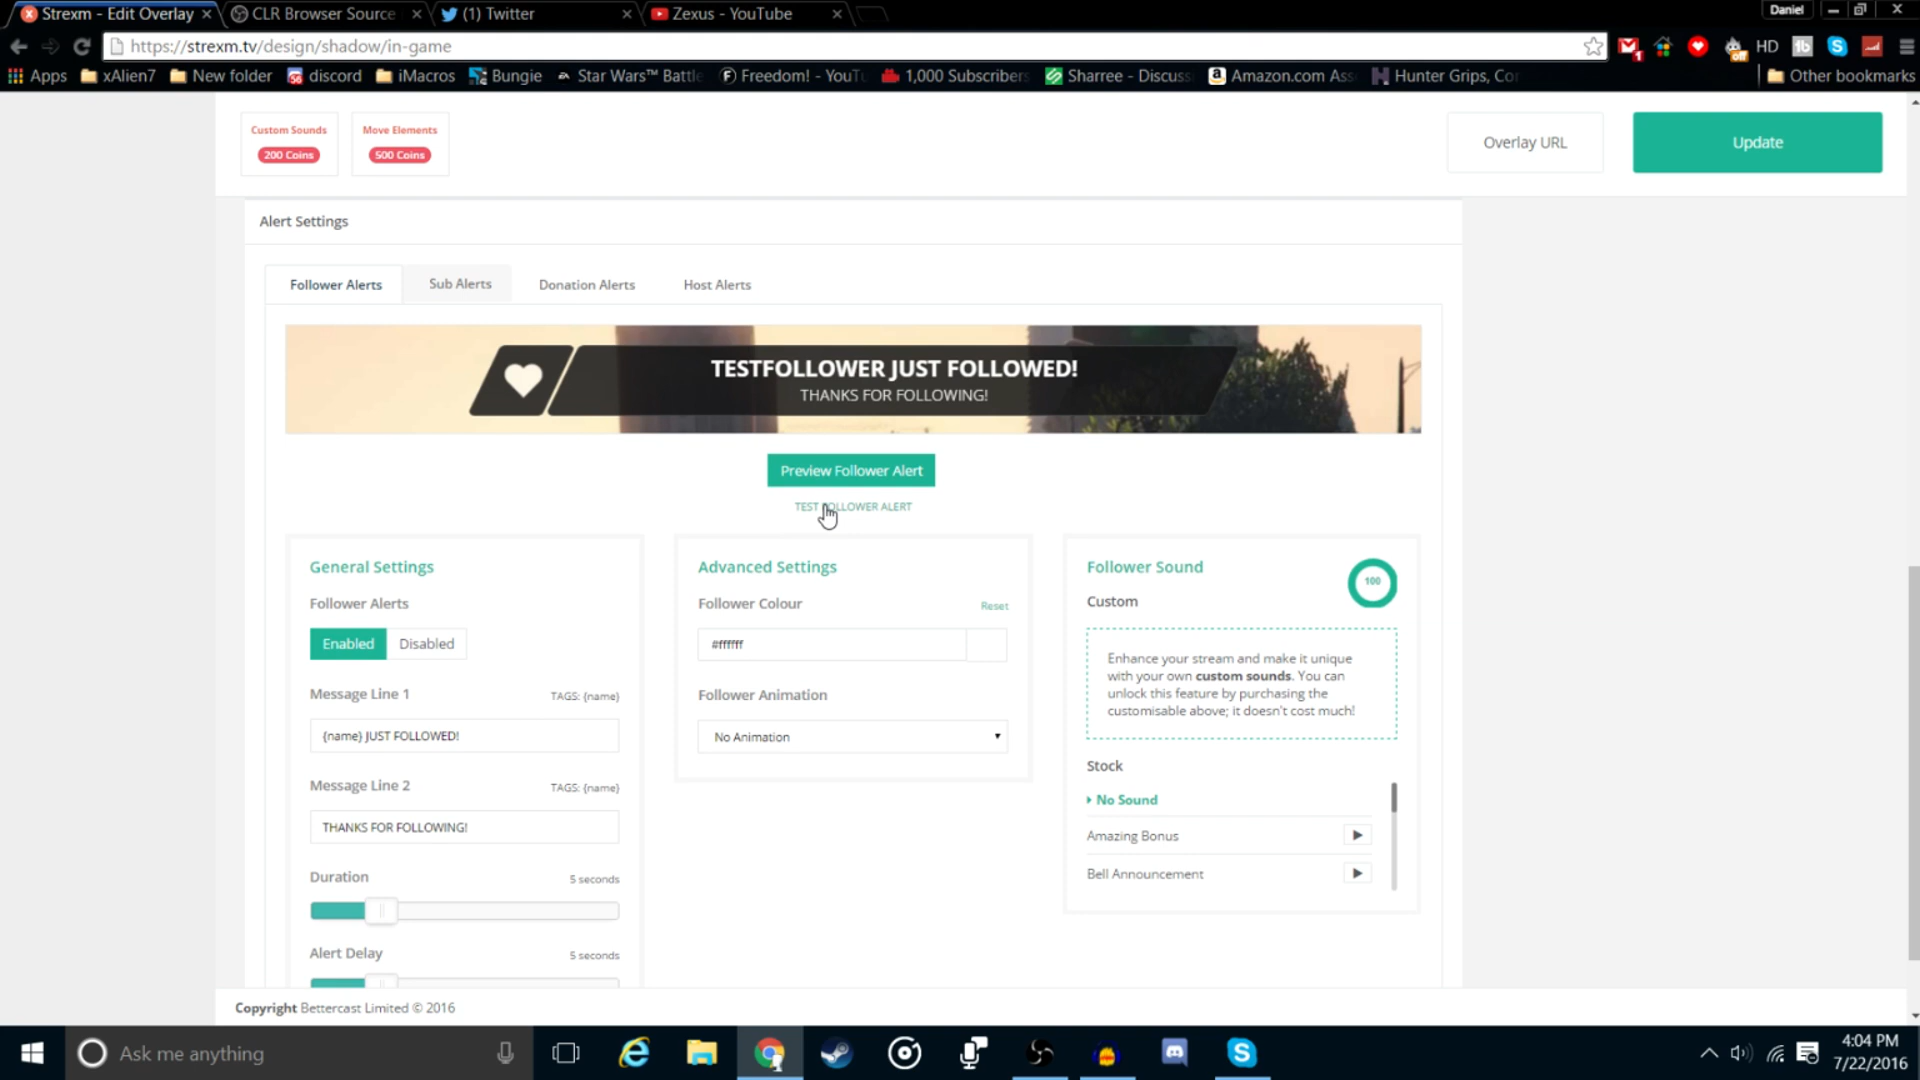 Strexm - Edit Overlay
CLR Browser Source
(1) Twitter
Zexus - YouTube
Daniel
https://strexm.tv/design/shadow/in-game
HD
Apps
xAlien7
New folder
discord
iMacros
Bungie
Star Wars™ Battle
Freedom! - YouTu
1,000 Subscribers
Sharree - Discuss
Amazon.com Ass
Hunter Grips, Cor
Other bookmarks
Custom Sounds
200 Coins
Move Elements
500 Coins
Overlay URL
Update
Alert Settings
Follower Alerts
Sub Alerts
Donation Alerts
Host Alerts
TESTFOLLOWER JUST FOLLOWED!
THANKS FOR FOLLOWING!
Preview Follower Alert
TEST FOLLOWER ALERT
General Settings
Follower Alerts
Enabled
Disabled
Message Line 1
TAGS: {name}
{name} JUST FOLLOWED!
Message Line 2
TAGS: {name}
THANKS FOR FOLLOWING!
Duration
5 seconds
Alert Delay
5 seconds
Advanced Settings
Follower Colour
Reset
#ffffff
Follower Animation
No Animation
Follower Sound
100
Custom
Enhance your stream and make it unique
with your own custom sounds. You can
unlock this feature by purchasing the
customisable above; it doesn't cost much!
Stock
No Sound
Amazing Bonus
Bell Announcement
Copyright Bettercast Limited © 2016
Ask me anything
4:04 PM
7/22/2016